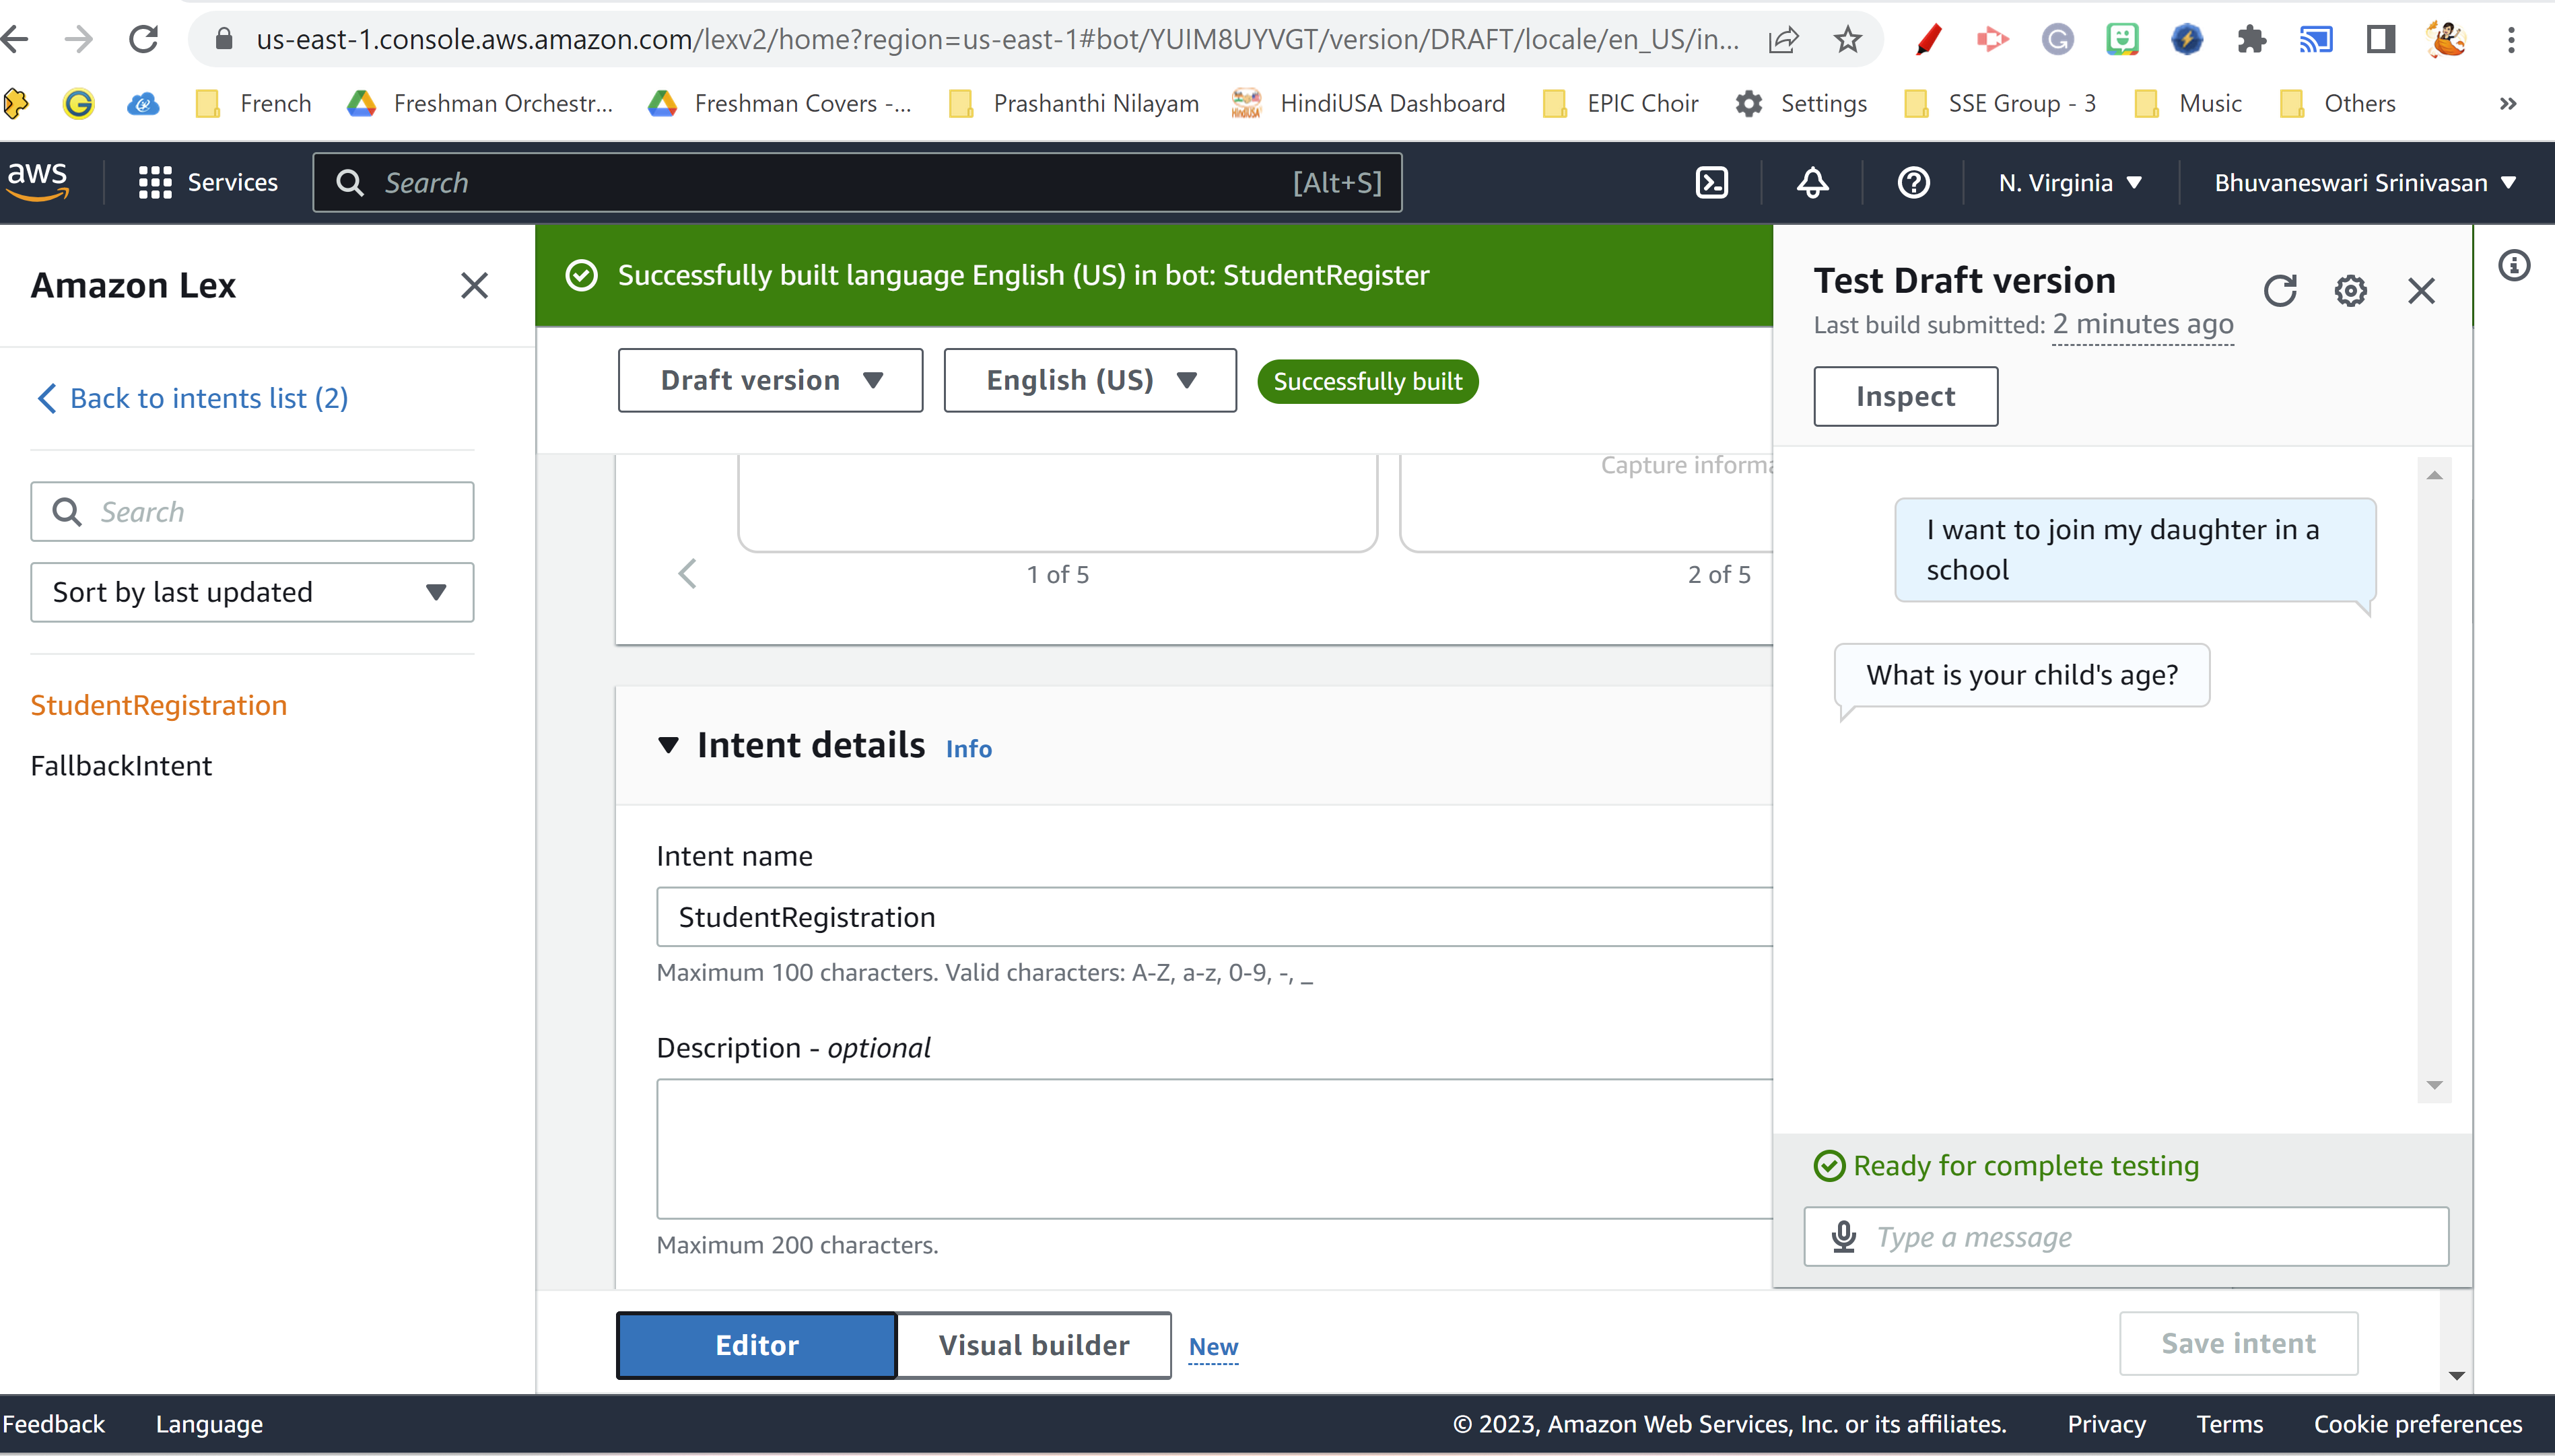 us-east-1.console.aws.amazon.com/lexv2/home?region=us-east-1#bot/YUIM8UYVGT/version/DRAFT/locale/en_US/in...
French
Freshman Orchestr...
Freshman Covers -...
Prashanthi Nilayam
HindiUSA Dashboard
EPIC Choir
Settings
SSE Group - 3
Music
Others
»
aws
Services
Search
[Alt+S]
N. Virginia
Bhuvaneswari Srinivasan
Amazon Lex
Back to intents list (2)
Search
Sort by last updated
StudentRegistration
FallbackIntent
Successfully built language English (US) in bot: StudentRegister
Draft version
English (US)
Successfully built
Capture informa
1 of 5
2 of 5
Intent details
Info
Intent name
StudentRegistration
Maximum 100 characters. Valid characters: A-Z, a-z, 0-9, -, _
Description - optional
Maximum 200 characters.
Editor
Visual builder
New
Save intent
Test Draft version
Last build submitted: 2 minutes ago
Inspect
I want to join my daughter in a
school
What is your child's age?
Ready for complete testing
Type a message
Feedback
Language
© 2023, Amazon Web Services, Inc. or its affiliates.
Privacy
Terms
Cookie preferences